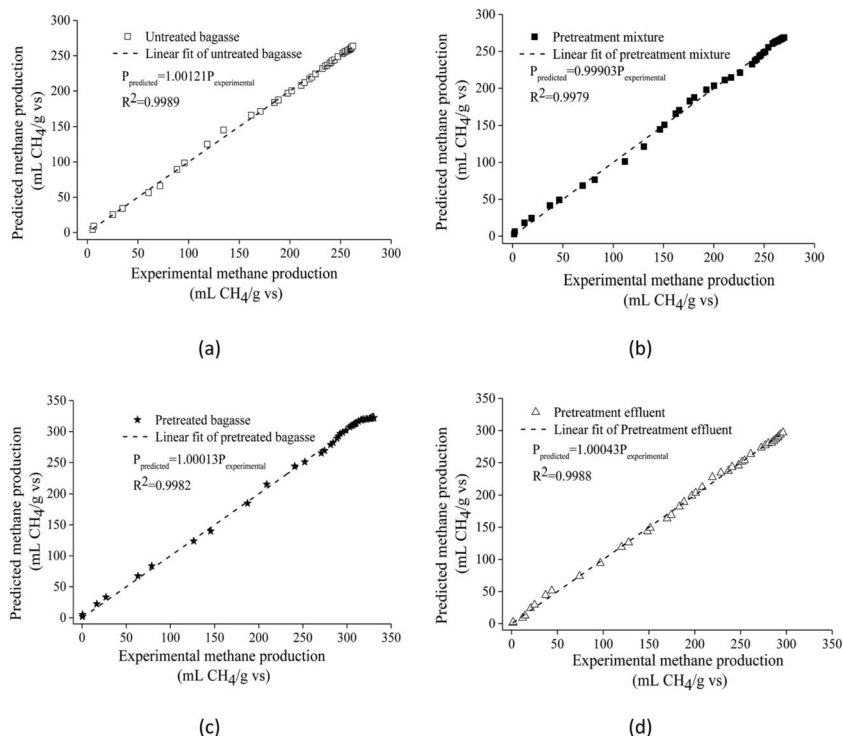 Untreated bagasse
Linear fit of untreated bagasse
Ppredicted=1.00121Pexperimental
R2=0.9989
Predicted methane production
(mL CH4/g vs)
300
250
200
150
100
50
0
0 50 100 150 200 250 300
Experimental methane production
(mL CH4/g vs)
(a)
Pretreatment mixture
Linear fit of pretreatment mixture
Ppredicted=0.99903Pexperimental
R2=0.9979
Predicted methane production
(mL CH4/g vs)
300
250
200
150
100
50
0
0 50 100 150 200 250 300
Experimental methane production
(mL CH4/g vs)
(b)
Pretreated bagasse
Linear fit of pretreated bagasse
Ppredicted=1.00013Pexperimental
R2=0.9982
Predicted methane production
(mL CH4/g vs)
350
300
250
200
150
100
50
0
0 50 100 150 200 250 300 350
Experimental methane production
(mL CH4/g vs)
(c)
Pretreatment effluent
Linear fit of Pretreatment effluent
Ppredicted=1.00043Pexperimental
R2=0.9988
Predicted methane production
(mL CH4/g vs)
350
300
250
200
150
100
50
0
0 50 100 150 200 250 300 350
Experimental methane production
(mL CH4/g vs)
(d)